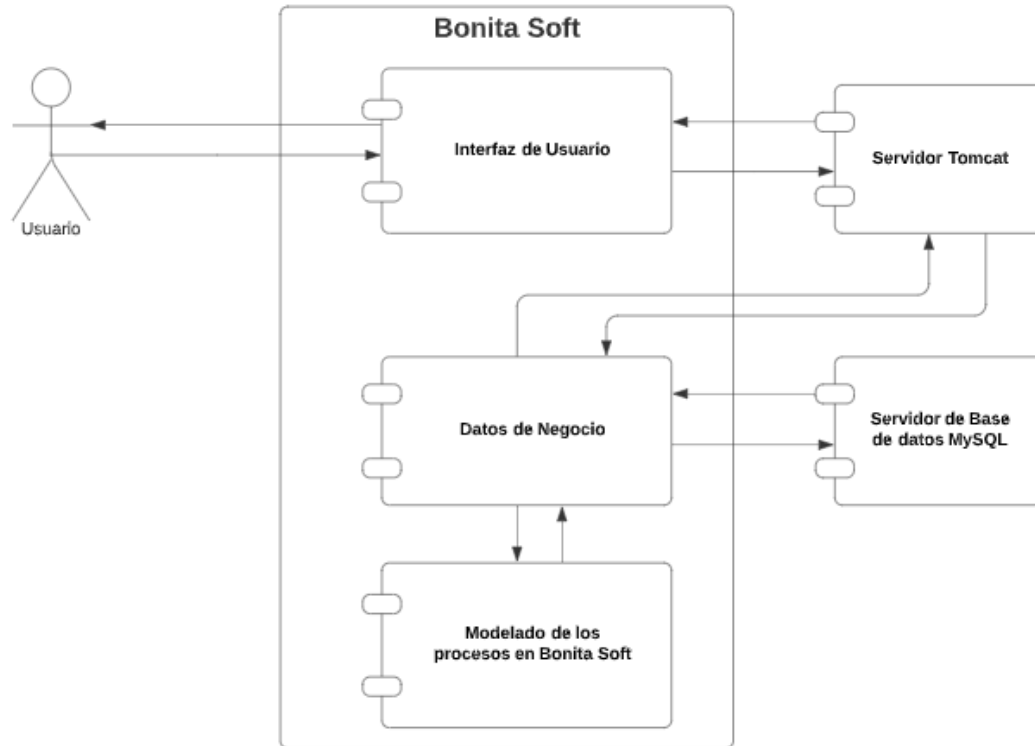 Bonita Soft
Interfaz de Usuario
Servidor Tomcat
Usuario
Datos de Negocio
Servidor de Base
de datos MySQL
Modelado de los
procesos en Bonita Soft